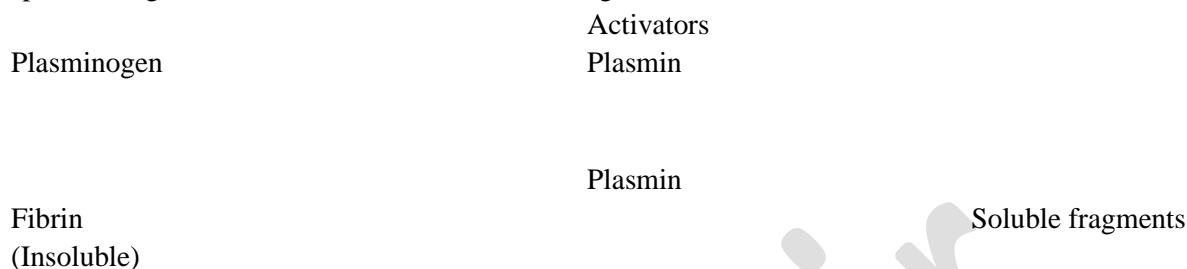 Activators
Plasminogen Plasmin
Plasmin
Fibrin Soluble fragments
(Insoluble)